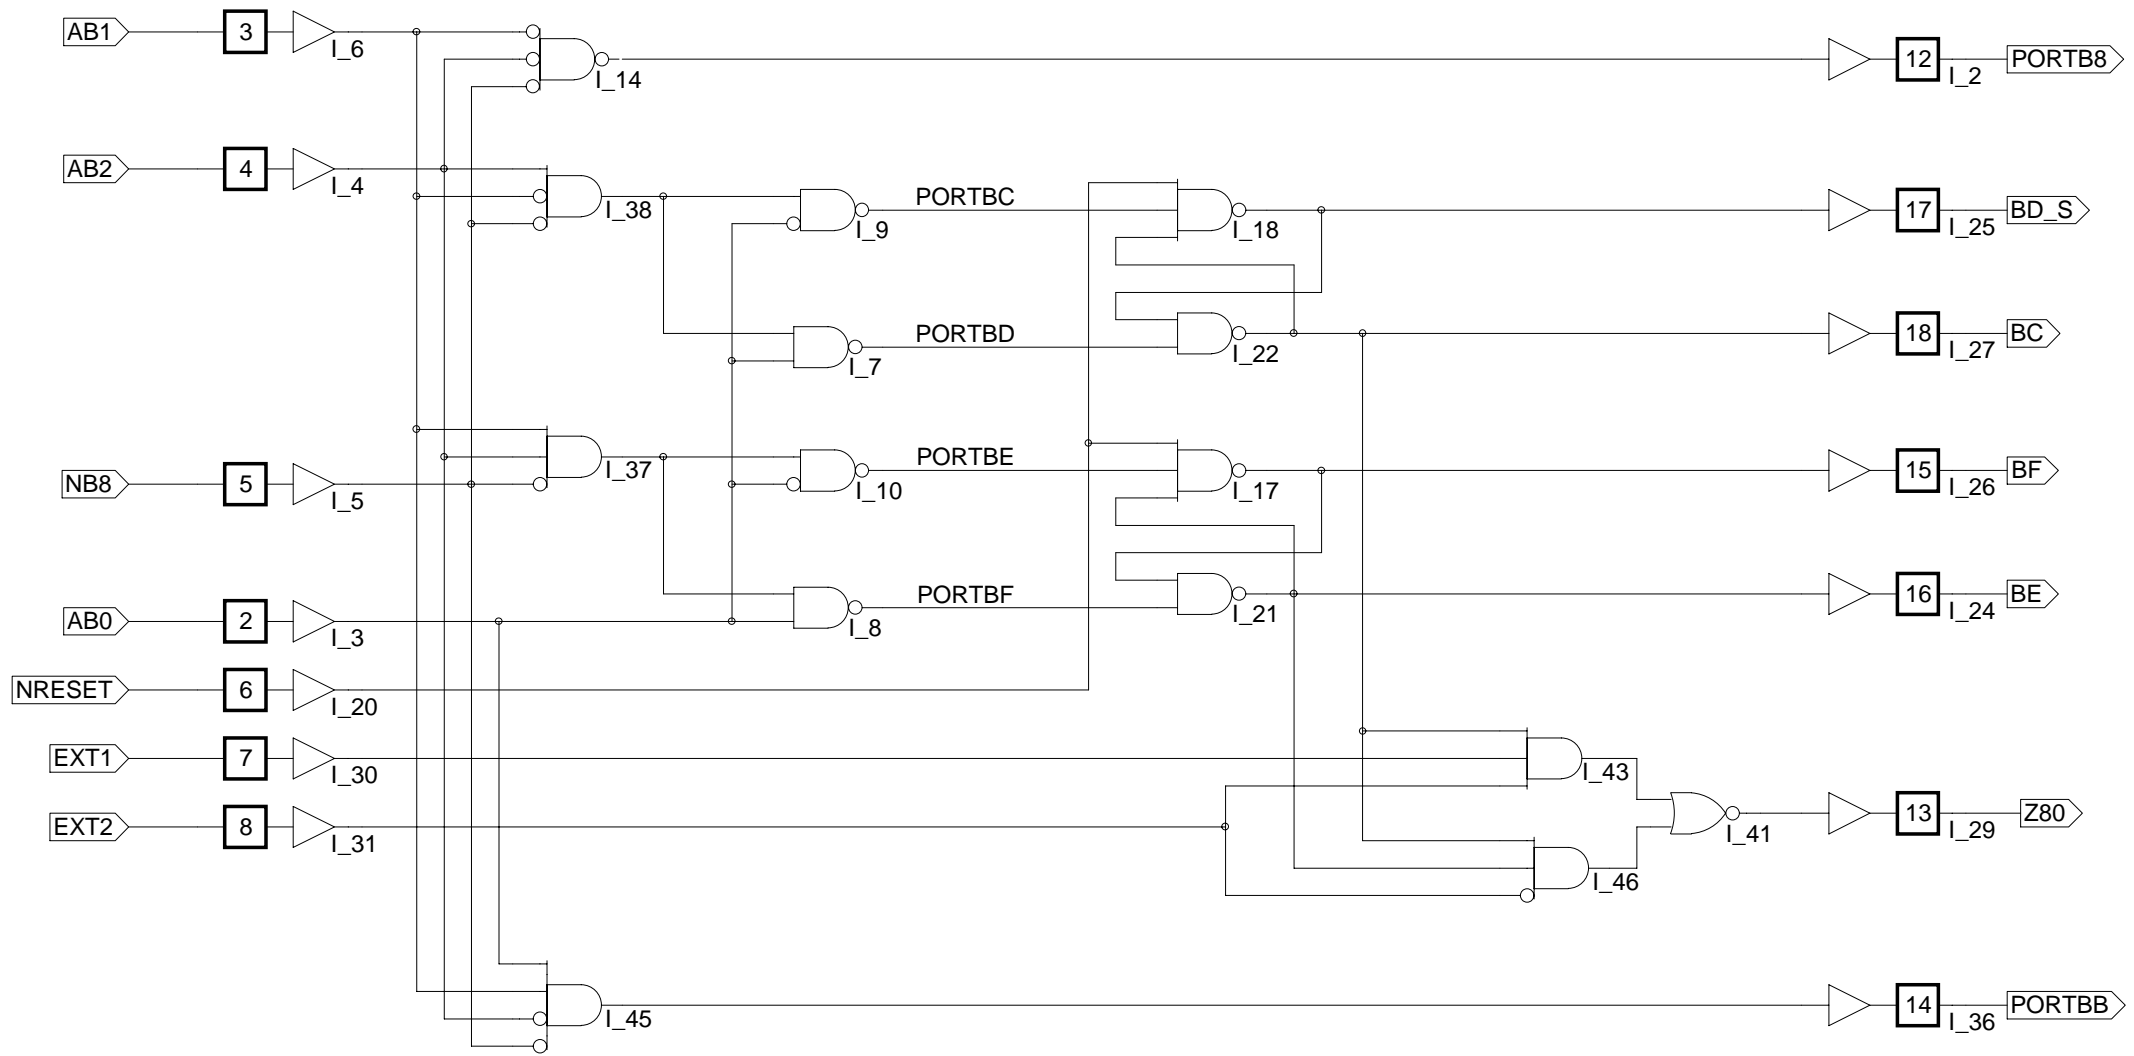 AB1 3 I_6 I_14 12 I_2 PORTB8
AB2 4 I_4 I_38 I_9 PORTBC I_18 17 I_25 BD_S
I_7 PORTBD I_22 18 I_27 BC
NB8 5 I_5 I_37 I_10 PORTBE I_17 15 I_26 BF
AB0 2 I_3 I_8 PORTBF I_21 16 I_24 BE
NRESET 6 I_20
EXT1 7 I_30 I_43
EXT2 8 I_31 I_41 13 I_29 Z80
I_46
I_45 14 I_36 PORTBB